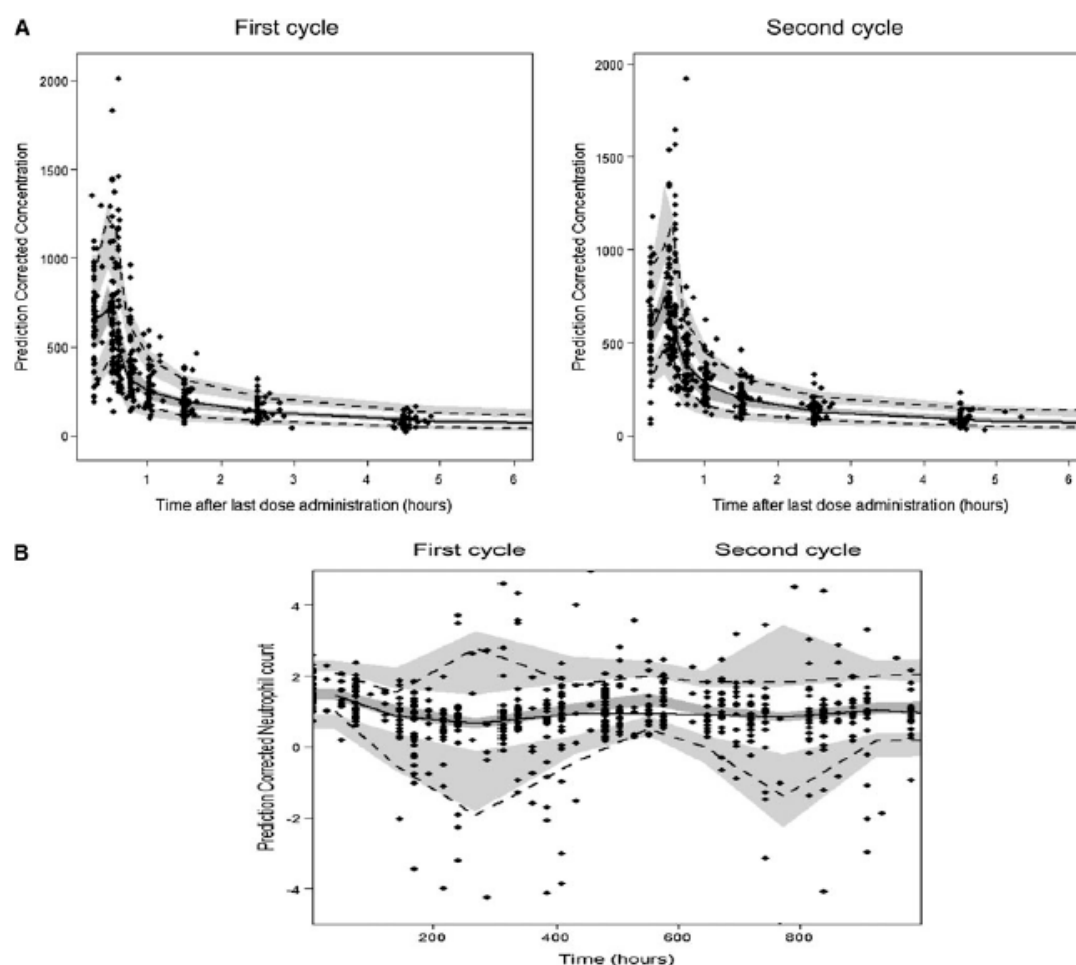 A
First cycle
Second cycle
Prediction Corrected Concentration
2000
1500
1000
500
0
1 2 3 4 5 6
Time after last dose administration (hours)
Prediction Corrected Concentration
2000
1500
1000
500
0
1 2 3 4 5 6
Time after last dose administration (hours)
B
First cycle
Second cycle
Prediction Corrected Neutrophil count
4
2
0
-2
-4
200 400 600 800
Time (hours)